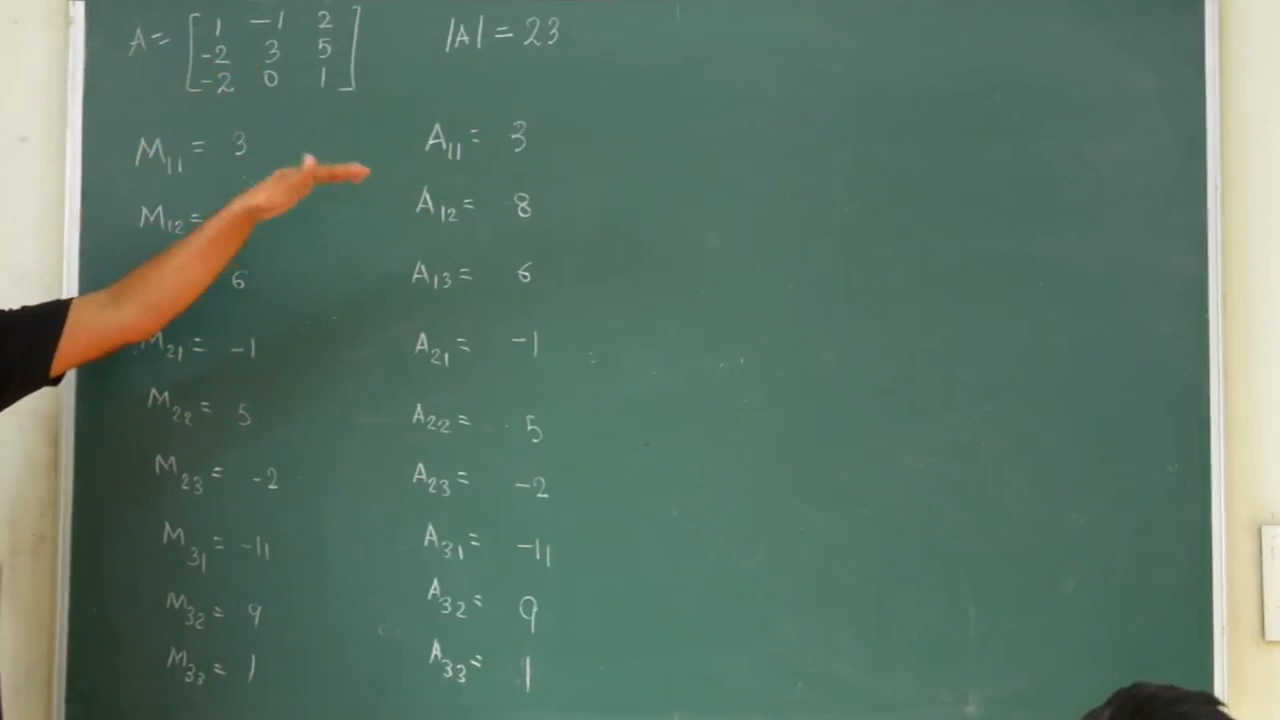 A= [ 1 -1 2
-2 3 5
-2 0 1 ]
|A| = 23
M11 = 3
M12 =
6
M21 = -1
M22 = 5
M23 = -2
M31 = -11
M32 = 9
M33 = 1
A11 = 3
A12 = 8
A13 = 6
A21 = -1
A22 = 5
A23 = -2
A31 = -11
A32 = 9
A33 = 1